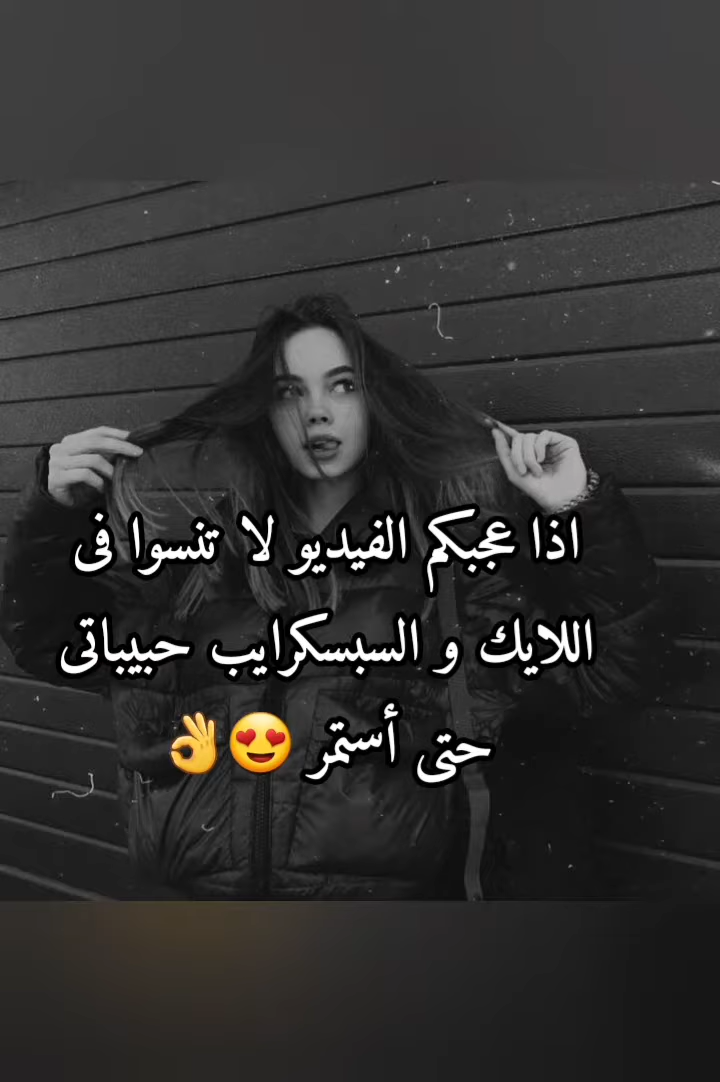 اذا عجبكم الفيديو لا تنسوا فى
اللايك و السبسكرايب حبيباتى
حتى أستمر 😍👌